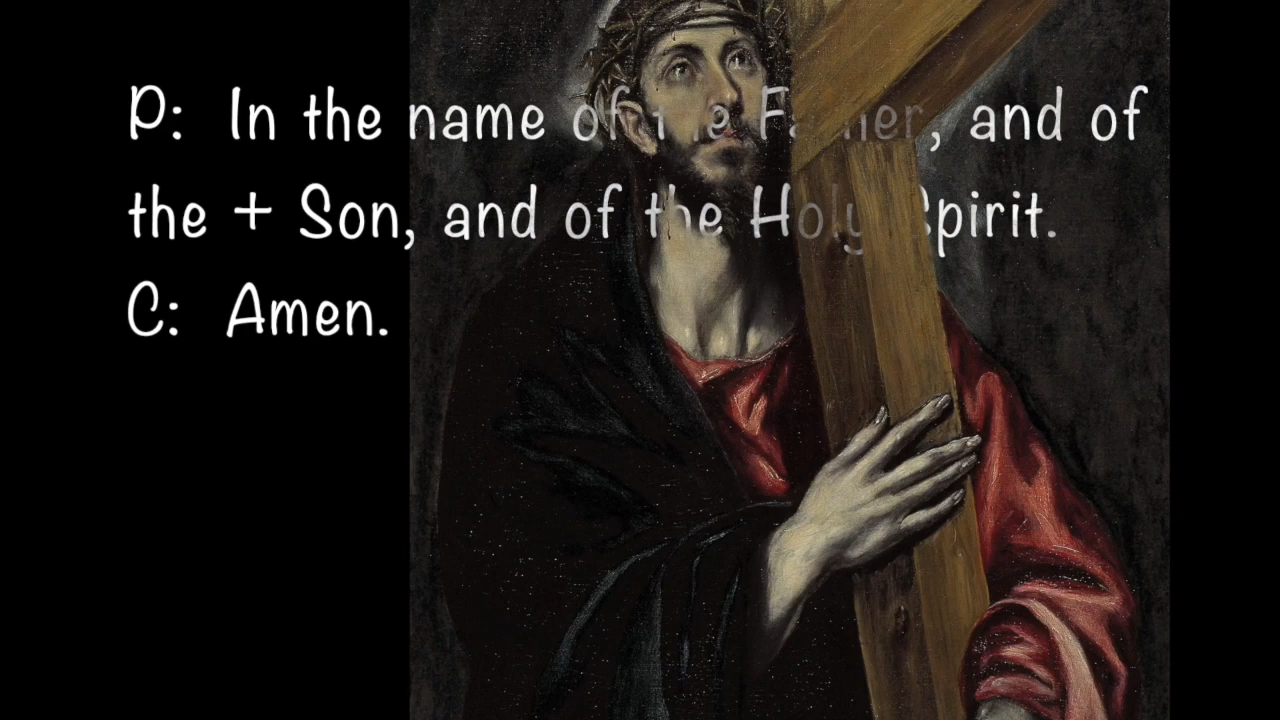 P: In the name of the Father, and of
the + Son, and of the Holy Spirit.
C: Amen.